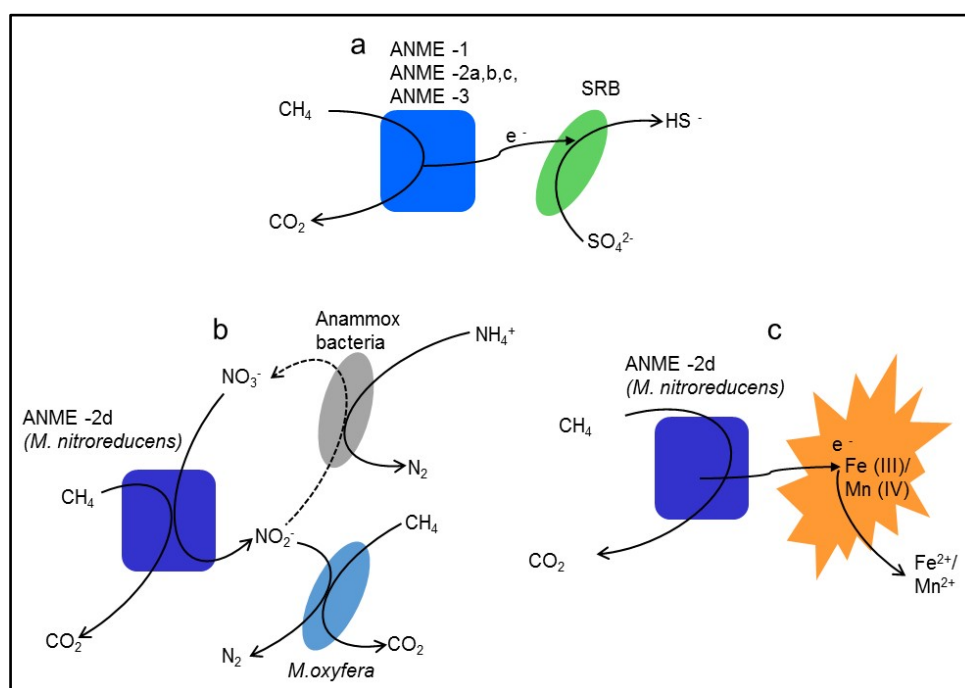 a
ANME -1
ANME -2a,b,c,
ANME -3
SRB
CH₄
HS ⁻
e ⁻
CO₂
SO₄²⁻
b
Anammox
bacteria
NH₄⁺
NO₃⁻
ANME -2d
(M. nitroreducens)
N₂
CH₄
NO₂⁻
CH₄
CO₂
N₂
CO₂
M.oxyfera
c
ANME -2d
(M. nitroreducens)
CH₄
e ⁻
Fe (III)/
Mn (IV)
CO₂
Fe²⁺/
Mn²⁺